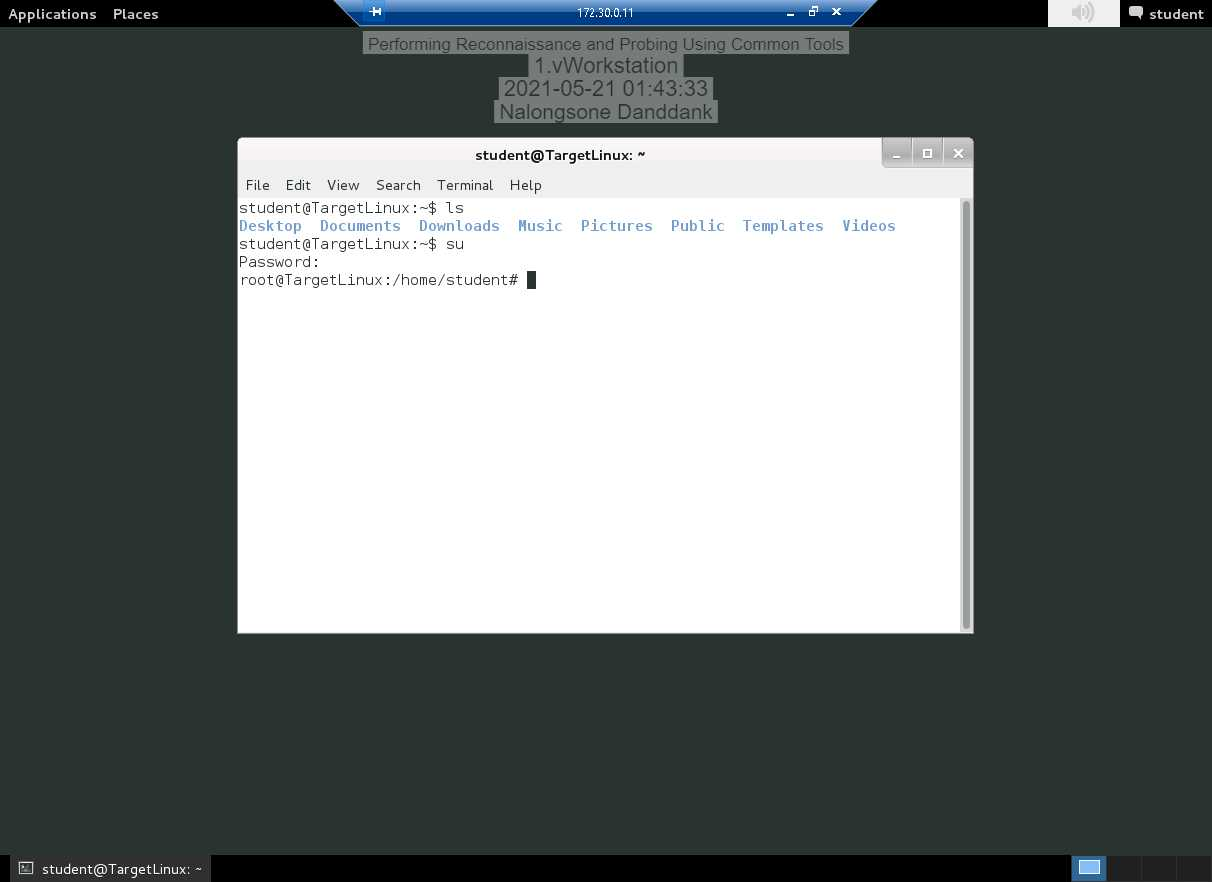 Applications Places 172.30.0.11 student
Performing Reconnaissance and Probing Using Common Tools
1.vWorkstation
2021-05-21 01:43:33
Nalongsone Danddank
student@TargetLinux: ~
File Edit View Search Terminal Help
student@TargetLinux:~$ ls
Desktop Documents Downloads Music Pictures Public Templates Videos
student@TargetLinux:~$ su
Password:
root@TargetLinux:/home/student#
student@TargetLinux: ~